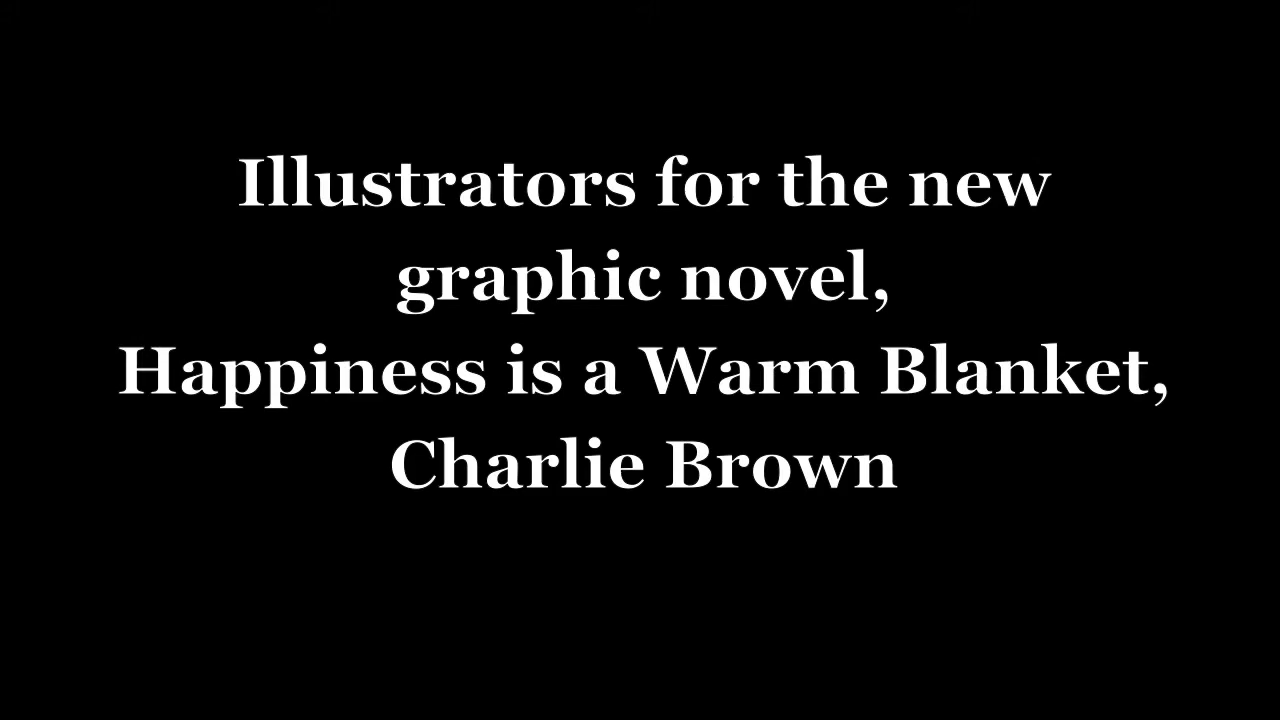 Illustrators for the new
graphic novel,
Happiness is a Warm Blanket,
Charlie Brown